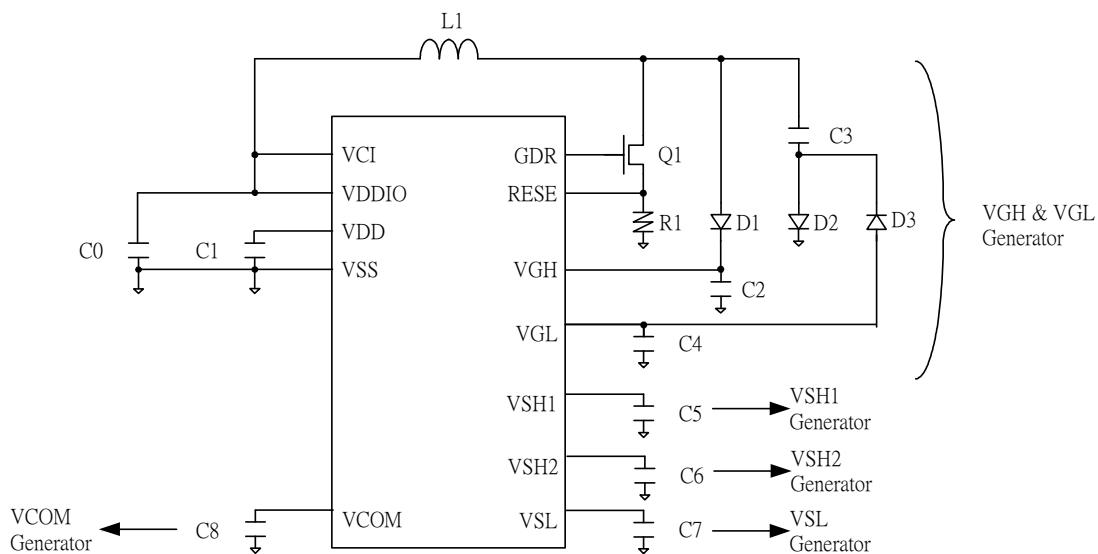 L1
VCI
GDR
Q1
C3
VDDIO
RESE
R1
D1
D2
D3
VGH & VGL
Generator
C0
C1
VDD
VSS
VGH
C2
VGL
C4
VSH1
C5
VSH1
Generator
VSH2
C6
VSH2
Generator
VCOM
Generator
C8
VCOM
VSL
C7
VSL
Generator